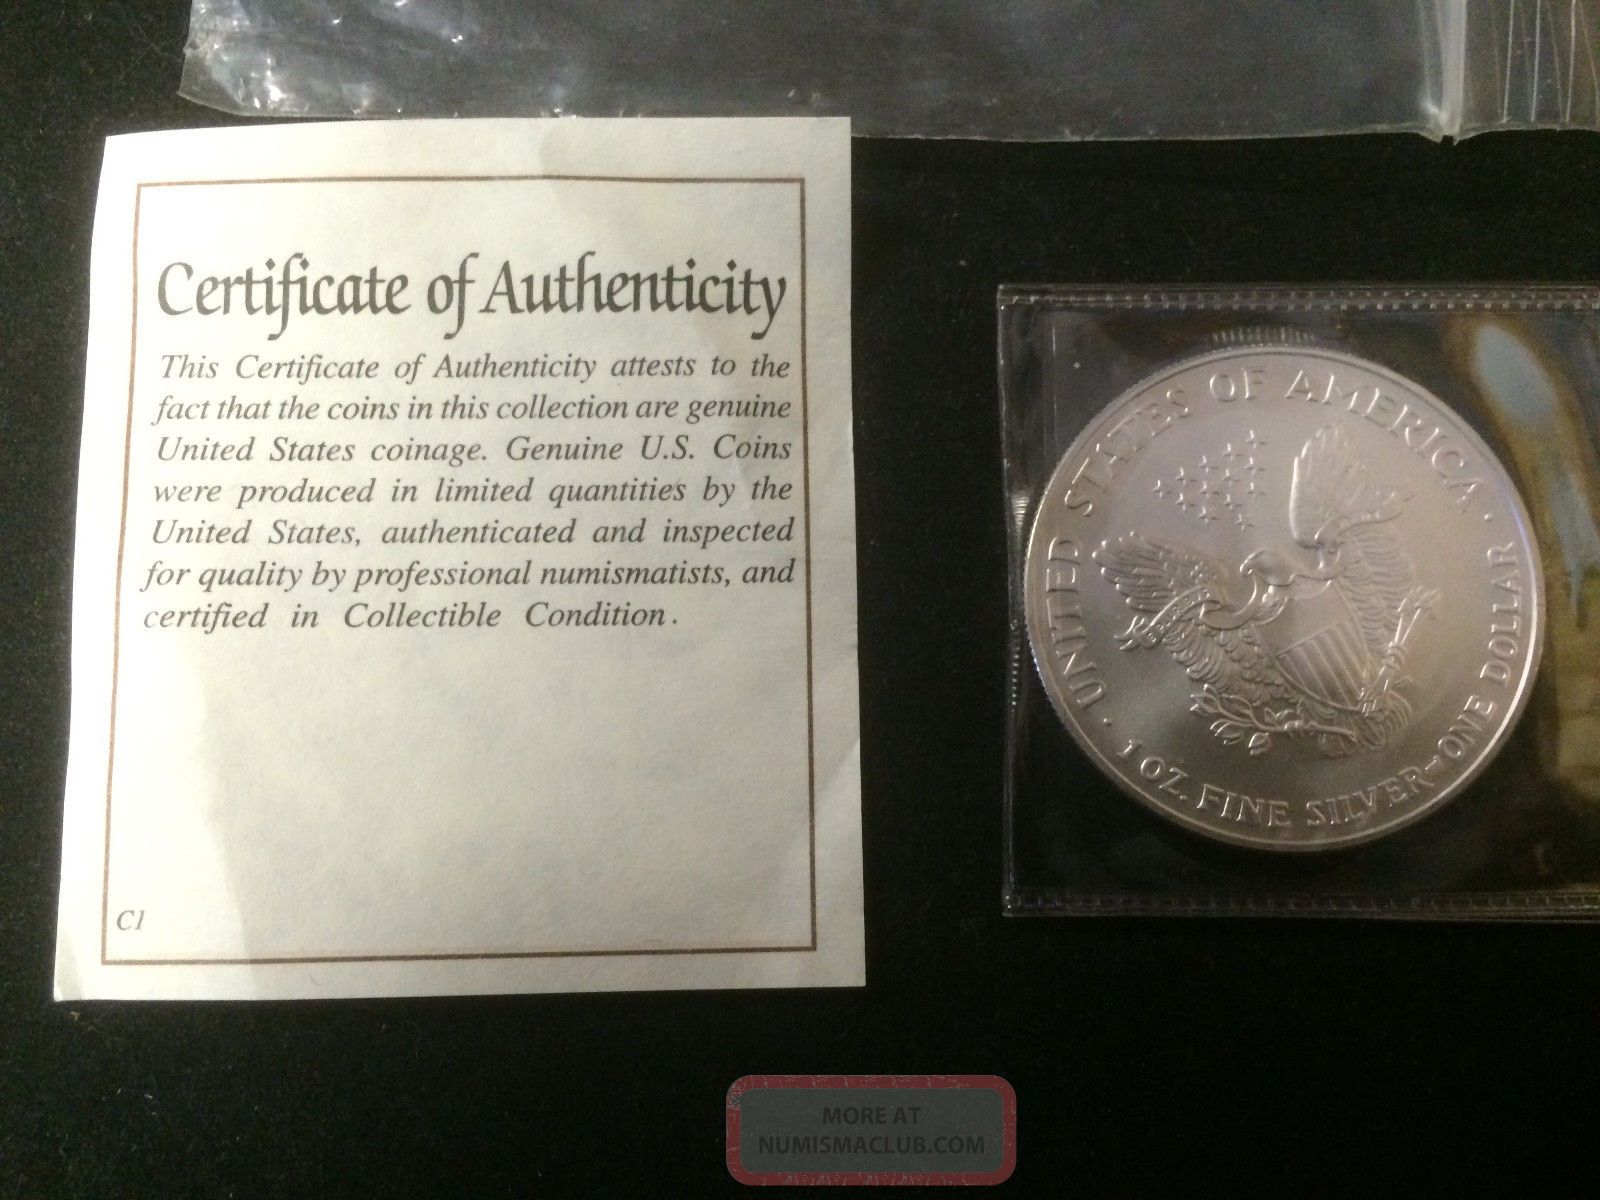 Certificate of Authenticity
This Certificate of Authenticity attests to the
fact that the coins in this collection are genuine
United States coinage. Genuine U.S. Coins
were produced in limited quantities by the
United States, authenticated and inspected
for quality by professional numismatists, and
certified in Collectible Condition.
C1
UNITED STATES OF AMERICA
1 OZ. FINE SILVER-ONE DOLLAR
MORE AT
NUMISMACLUB.COM